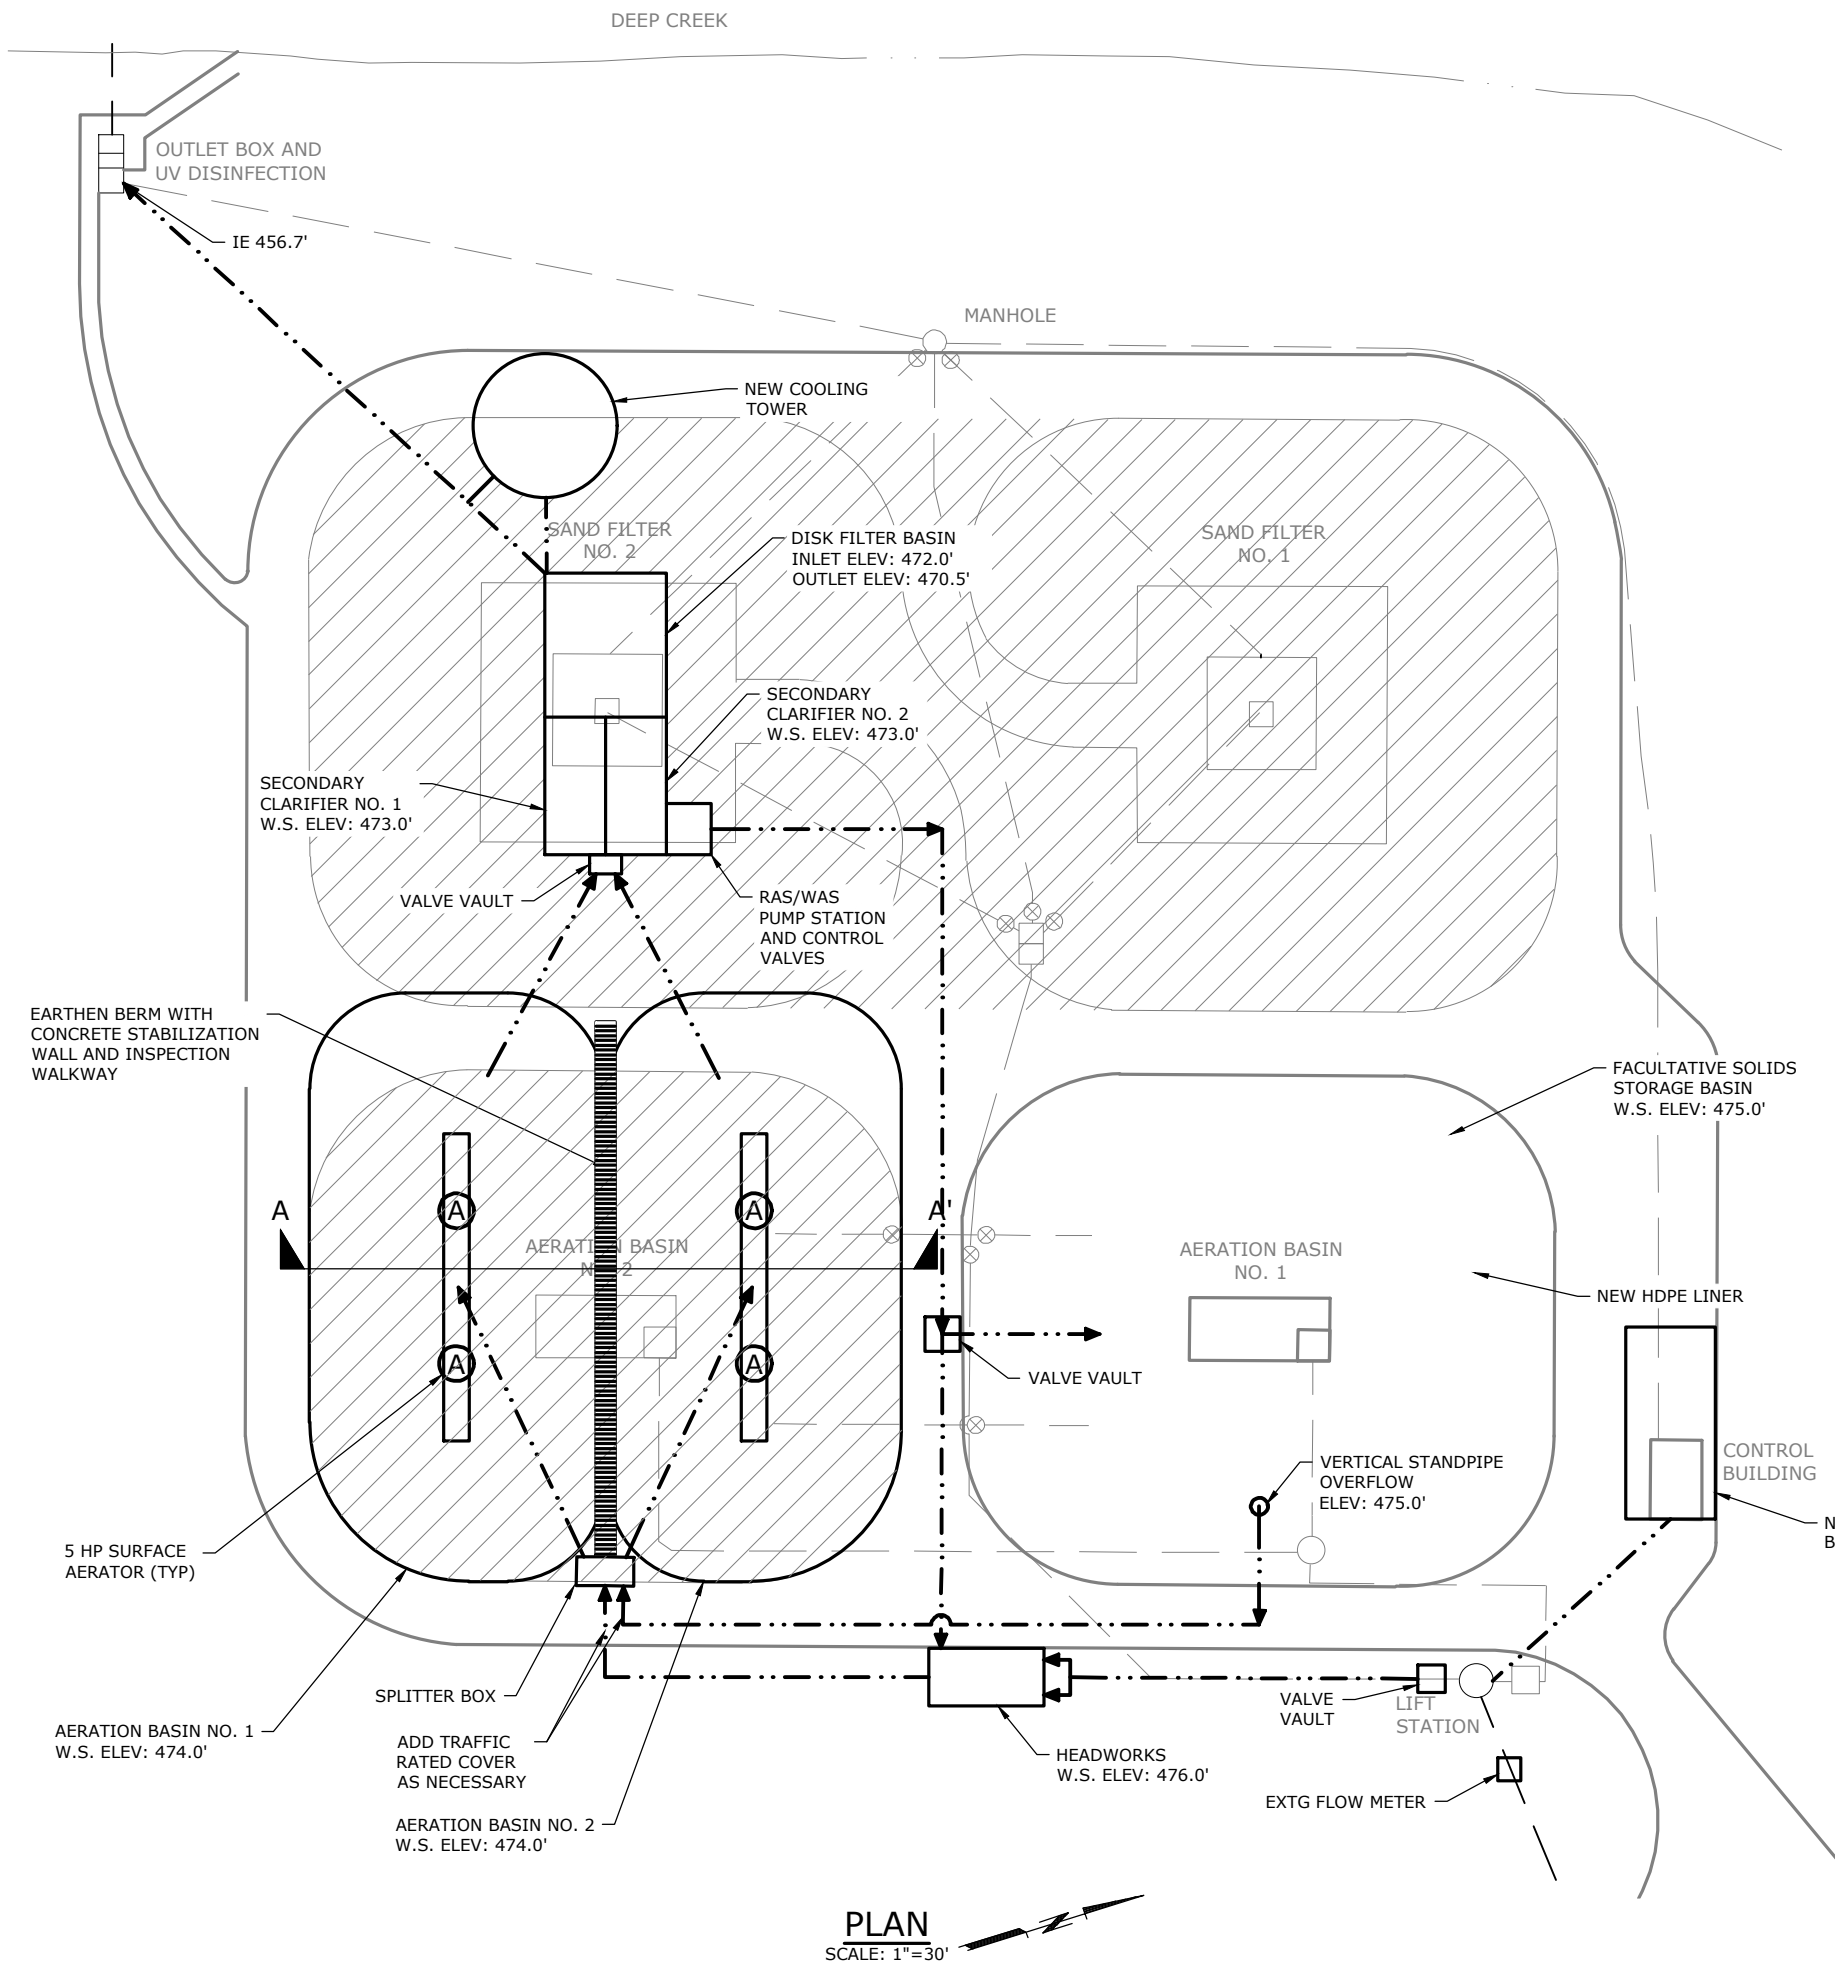 DEEP CREEK
OUTLET BOX AND
UV DISINFECTION
IE 456.7'
MANHOLE
NEW COOLING
TOWER
SAND FILTER
NO. 2
DISK FILTER BASIN
INLET ELEV: 472.0'
OUTLET ELEV: 470.5'
SAND FILTER
NO. 1
SECONDARY
CLARIFIER NO. 2
W.S. ELEV: 473.0'
SECONDARY
CLARIFIER NO. 1
W.S. ELEV: 473.0'
VALVE VAULT
RAS/WAS
PUMP STATION
AND CONTROL
VALVES
EARTHEN BERM WITH
CONCRETE STABILIZATION
WALL AND INSPECTION
WALKWAY
FACULTATIVE SOLIDS
STORAGE BASIN
W.S. ELEV: 475.0'
A
A
A
A'
AERATION BASIN
NO. 2
AERATION BASIN
NO. 1
NEW HDPE LINER
A
A
VALVE VAULT
CONTROL
BUILDING
VERTICAL STANDPIPE
OVERFLOW
ELEV: 475.0'
N
B
5 HP SURFACE
AERATOR (TYP)
SPLITTER BOX
VALVE
VAULT
LIFT
STATION
AERATION BASIN NO. 1
W.S. ELEV: 474.0'
ADD TRAFFIC
RATED COVER
AS NECESSARY
HEADWORKS
W.S. ELEV: 476.0'
EXTG FLOW METER
AERATION BASIN NO. 2
W.S. ELEV: 474.0'
PLAN
SCALE: 1"=30'
N